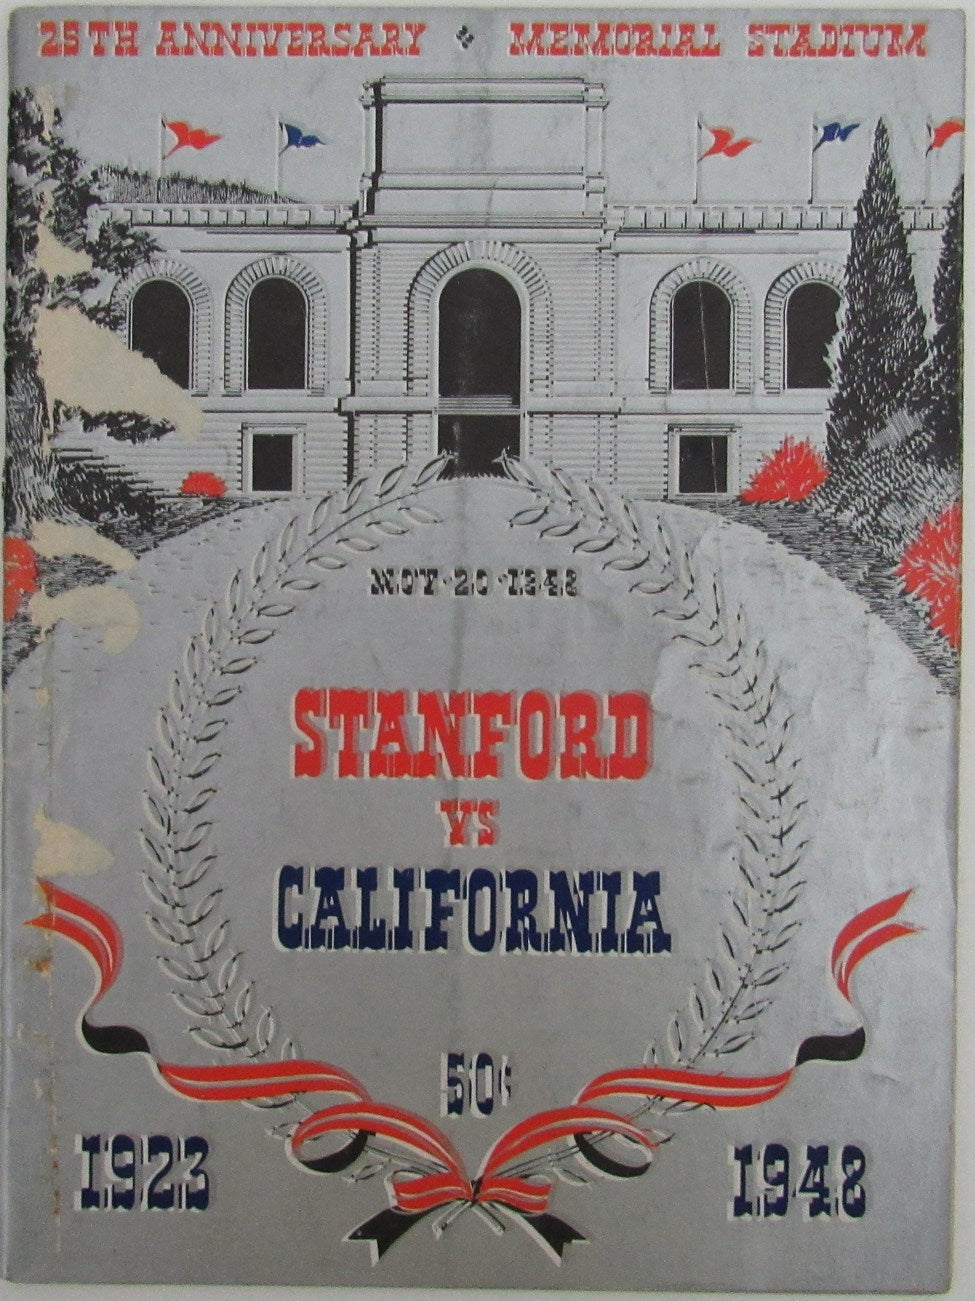 25TH ANNIVERSARY MEMORIAL STADIUM
NOV·20·1948
STANFORD
VS
CALIFORNIA
50¢
1923 1948